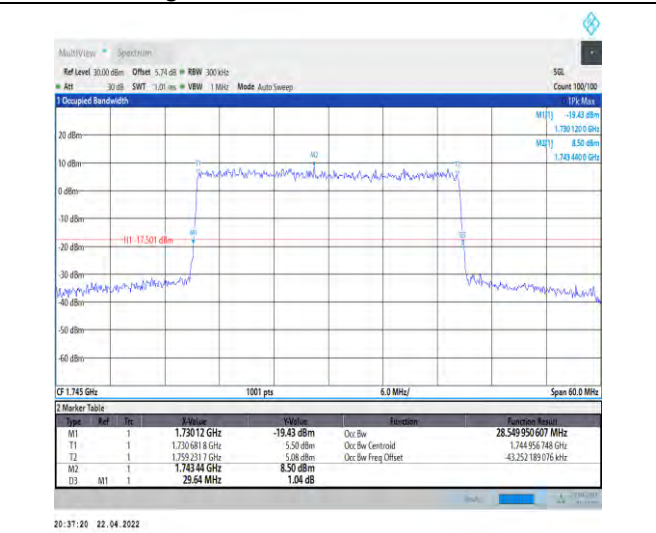 MultiView Spectrum
Ref Level 30.00 dBm Offset 5.74 dB RBW 300 kHz SGL
Att 30 dB SWT 1.01 ms VBW 1 MHz Mode Auto Sweep Count 100/100
1 Occupied Bandwidth 1Pk Max
M1[1] -19.43 dBm
1.730 120 0 GHz
M2[1] 8.50 dBm
1.743 440 0 GHz
20 dBm
T1 M2 T2
10 dBm
0 dBm
-10 dBm
M1 D3
H1 -17.501 dBm
-20 dBm
-30 dBm
-40 dBm
-50 dBm
-60 dBm
CF 1.745 GHz 1001 pts 6.0 MHz/ Span 60.0 MHz
2 Marker Table
Type Ref Trc X-Value Y-Value Function Function Result
M1 1 1.73012 GHz -19.43 dBm Occ Bw 28.549 950 607 MHz
T1 1 1.730 681 8 GHz 5.50 dBm Occ Bw Centroid 1.744 956 748 GHz
T2 1 1.759 231 7 GHz 5.08 dBm Occ Bw Freq Offset -43.252 189 076 kHz
M2 1 1.743 44 GHz 8.50 dBm
D3 M1 1 29.64 MHz 1.04 dB
20:37:20 22.04.2022